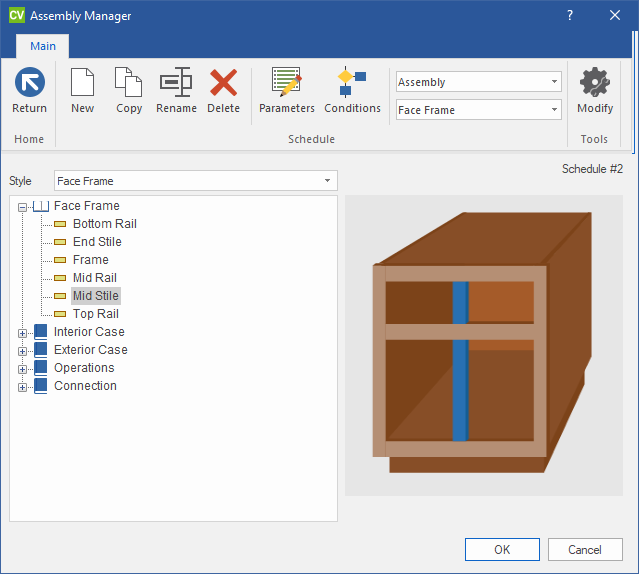 CV Assembly Manager ?
Main
Return New Copy Rename Delete Parameters Conditions Assembly Face Frame Modify
Home Schedule Tools
Schedule #2
Style Face Frame
Face Frame
Bottom Rail
End Stile
Frame
Mid Rail
Mid Stile
Top Rail
Interior Case
Exterior Case
Operations
Connection
OK Cancel